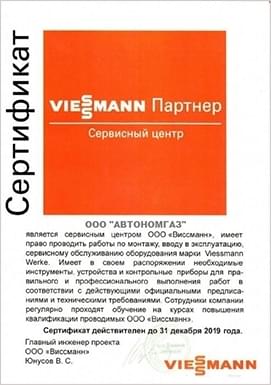 Сертификат
VIESSMANN Партнер
Сервисный центр
ООО "АВТОНОМГАЗ"
является сервисным центром ООО «Виссманн», имеет
право проводить работы по монтажу, вводу в эксплуатацию,
сервисному обслуживанию оборудования марки Viessmann
Werke. Имеет в своем распоряжении необходимые
инструменты, устройства и контрольные приборы для пра-
вильного и профессионального выполнения работ в
соответствии с действующими официальными предписа-
ниями и техническими требованиями. Сотрудники компании
регулярно проходят обучение на курсах повышения
квалификации проводимых ООО «Виссманн».
Сертификат действителен до 31 декабря 2019 года.
Главный инженер проекта
ООО «Виссманн»
Юнусов В. С.
VIESSMANN